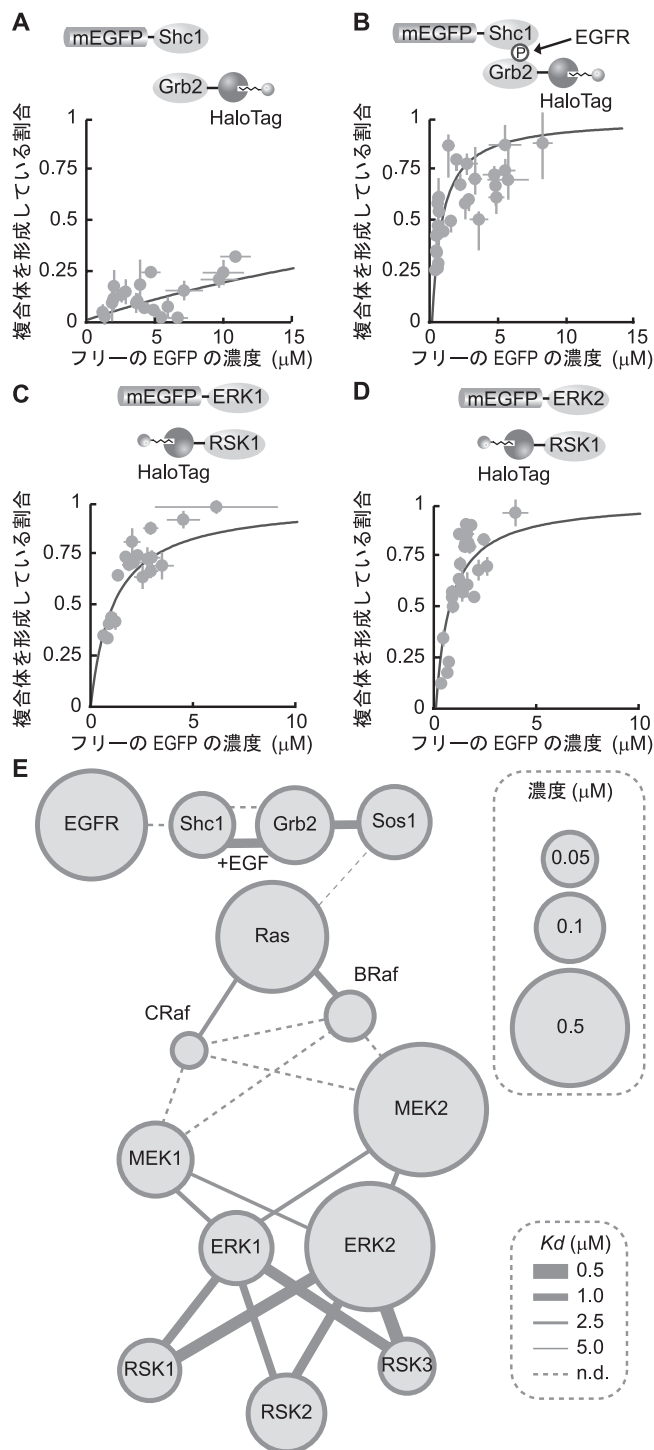 A
mEGFP Shc1
Grb2
HaloTag
複合体を形成している割合
1
0.75
0.5
0.25
0
0 5 10 15
フリーの EGFP の濃度 (μM)
B
mEGFP Shc1
P
EGFR
Grb2
HaloTag
複合体を形成している割合
1
0.75
0.5
0.25
0
0 5 10 15
フリーの EGFP の濃度 (μM)
C
mEGFP ERK1
RSK1
HaloTag
複合体を形成している割合
1
0.75
0.5
0.25
0
0 5 10
フリーの EGFP の濃度 (μM)
D
mEGFP ERK2
RSK1
HaloTag
複合体を形成している割合
1
0.75
0.5
0.25
0
0 5 10
フリーの EGFP の濃度 (μM)
E
EGFR
Shc1
Grb2
Sos1
+EGF
Ras
BRaf
CRaf
MEK2
MEK1
ERK1
ERK2
RSK1
RSK2
RSK3
濃度 (μM)
0.05
0.1
0.5
Kd (μM)
0.5
1.0
2.5
5.0
n.d.